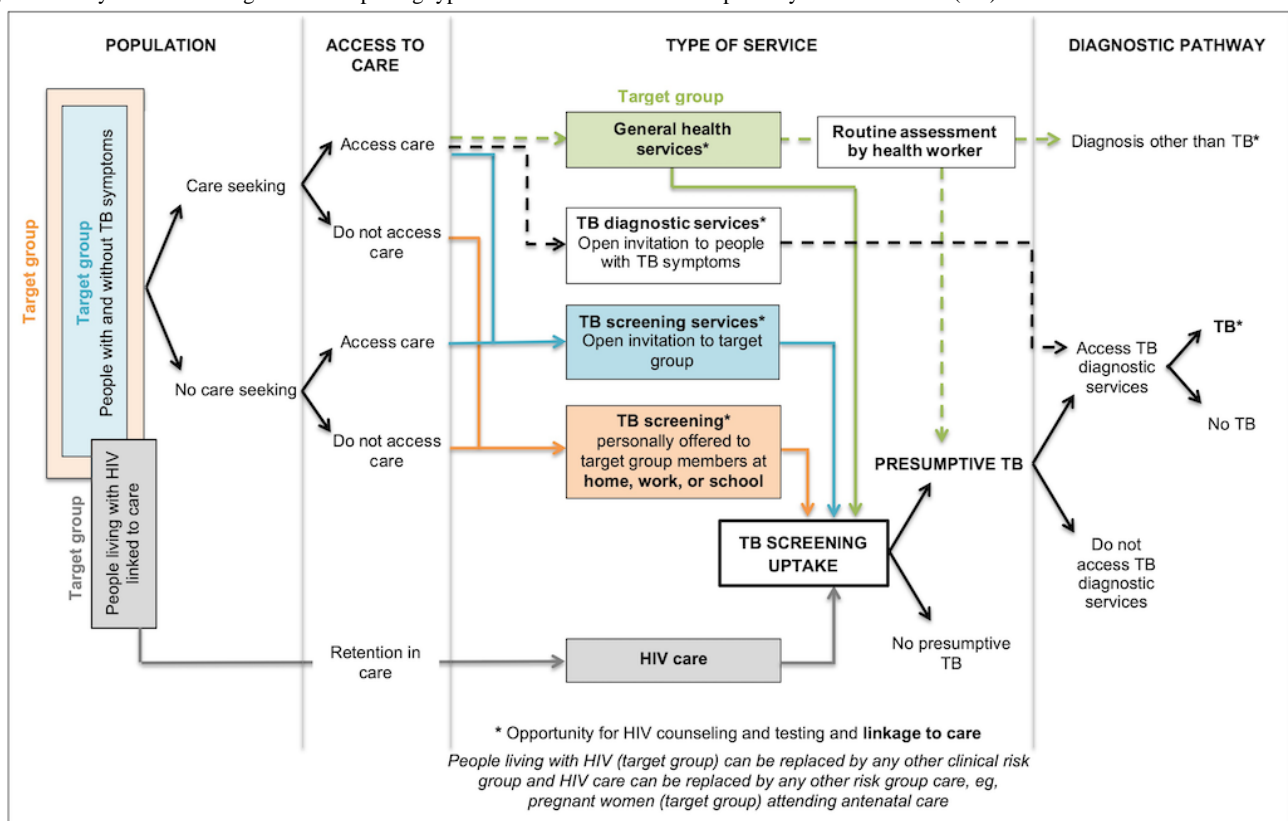 POPULATION
ACCESS TO
CARE
TYPE OF SERVICE
DIAGNOSTIC PATHWAY
Target group
Target group
People with and without TB symptoms
Target group
People living with HIV
linked to care
Care seeking
No care seeking
Access care
Do not access
care
Access care
Do not access
care
Retention in
care
Target group
General health
services*
Routine assessment
by health worker
Diagnosis other than TB*
TB diagnostic services*
Open invitation to people
with TB symptoms
TB screening services*
Open invitation to target
group
TB screening*
personally offered to
target group members at
home, work, or school
TB SCREENING
UPTAKE
HIV care
PRESUMPTIVE TB
No presumptive
TB
Access TB
diagnostic
services
TB*
No TB
Do not
access TB
diagnostic
services
* Opportunity for HIV counseling and testing and linkage to care
People living with HIV (target group) can be replaced by any other clinical risk
group and HIV care can be replaced by any other risk group care, eg,
pregnant women (target group) attending antenatal care